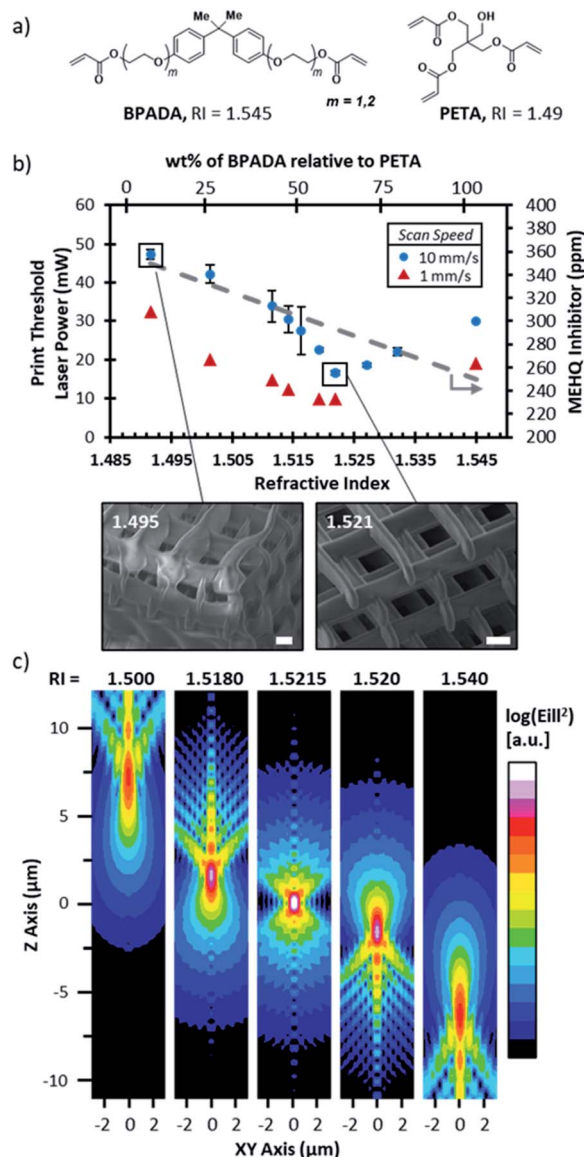 a)
Me Me
O O O m m O O O
BPADA, RI = 1.545
m = 1,2
OH
O O O O O O
PETA, RI = 1.49
b)
wt% of BPADA relative to PETA
0 25 50 75 100
Print Threshold
Laser Power (mW)
60
50
40
30
20
10
0
Scan Speed
10 mm/s
1 mm/s
400
380
360
340
320
300
280
260
240
220
200
MEHQ Inhibitor (ppm)
1.485 1.495 1.505 1.515 1.525 1.535 1.545
Refractive Index
1.495
1.521
c)
RI = 1.500 1.5180 1.5215 1.520 1.540
log(Eill²)
[a.u.]
Z Axis (µm)
10
5
0
-5
-10
-2 0 2 -2 0 2 -2 0 2 -2 0 2 -2 0 2
XY Axis (µm)